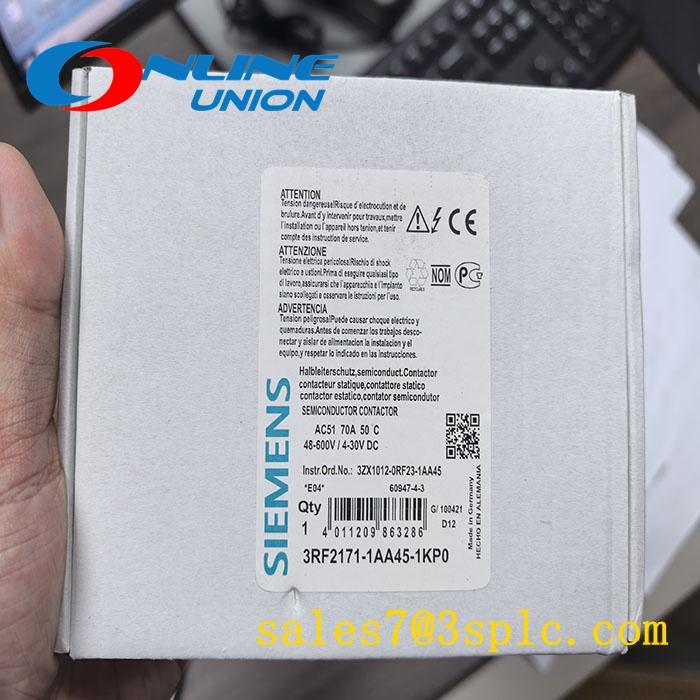 ONLINE
UNION
ATTENTION
Tension dangereuse!Risque d'electrocution et de
brulure.Avant d'y intervenir pour travaux,mettre
l'installation ou l'appareil hors tension,et tenir
compte des instruction de service.
CE
ATTENZIONE
Tensione elettrica pericolosa!Rischio di shock
elettrico e ustioni.Prima di eseguire qualsiasi tipo
di lavoro,assicurarsi che l'apparecchio e l'impianto
siano scollegati e osservare le istruzioni per l'uso.
RECYCLABLE
NOM
PC
ADVERTENCIA
Tension peligrosa!Puede causar choque electrico y
quemaduras.Antes de comenzar los trabajos desco-
nectar y aislar de alimentacion la instalacion y el
equipo,y respetar lo indicado en las instrucciones.
SIEMENS
Halbleiterschutz,semiconduct.Contactor
contacteur statique,contattore statico
contactor estatico,contator semicondutor
SEMICONDUCTOR CONTACTOR
AC51 70A 50°C
48-600V / 4-30V DC
Instr.Ord.No.: 3ZX1012-0RF23-1AA45
*E04* 60947-4-3
Qty
1
4 011209 863286
G/ 100421
D12
Made in Germany
HECHO EN ALEMANIA
3RF2171-1AA45-1KP0
sales7@3splc.com